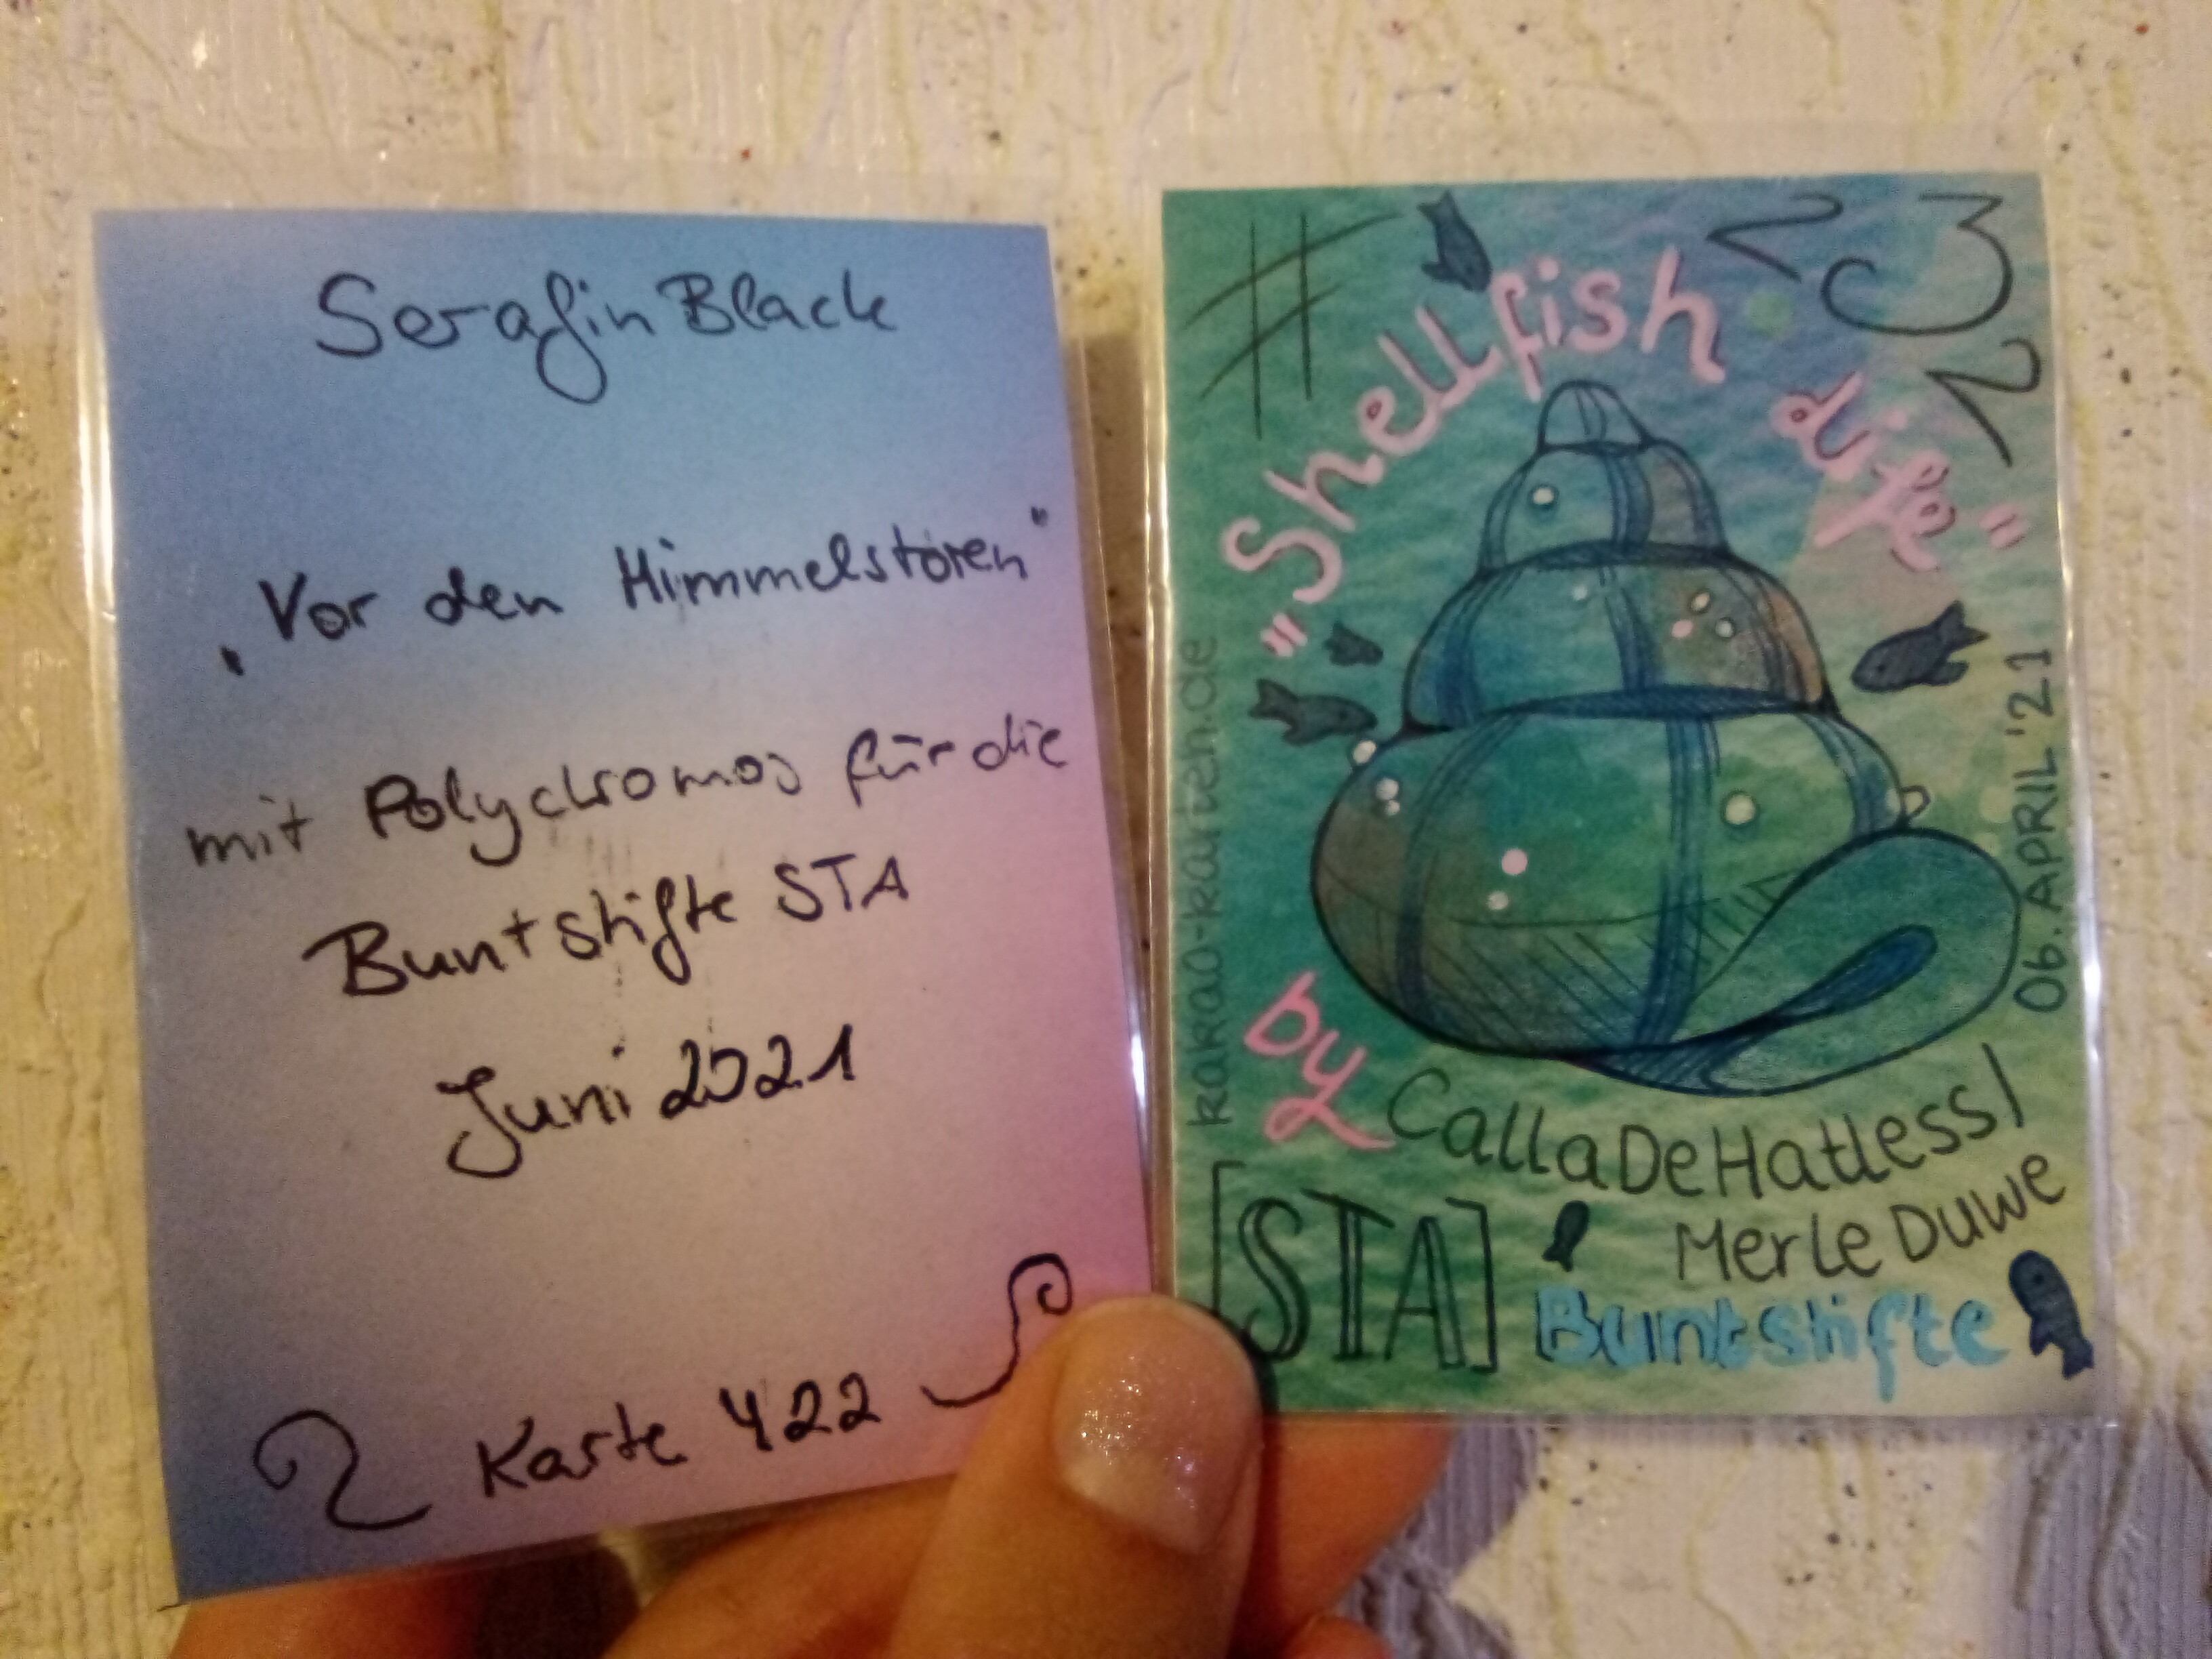 Serafin Black
„Vor den Himmelstoren"
mit Polychromos für die
Buntstifte STA
Juni 2021
Karte 422
# 232
"Shellfish life"
kakao-karten.de
06. APRIL '21
by CallaDeHatless/
Merle Duwe
[STA]
Buntstifte